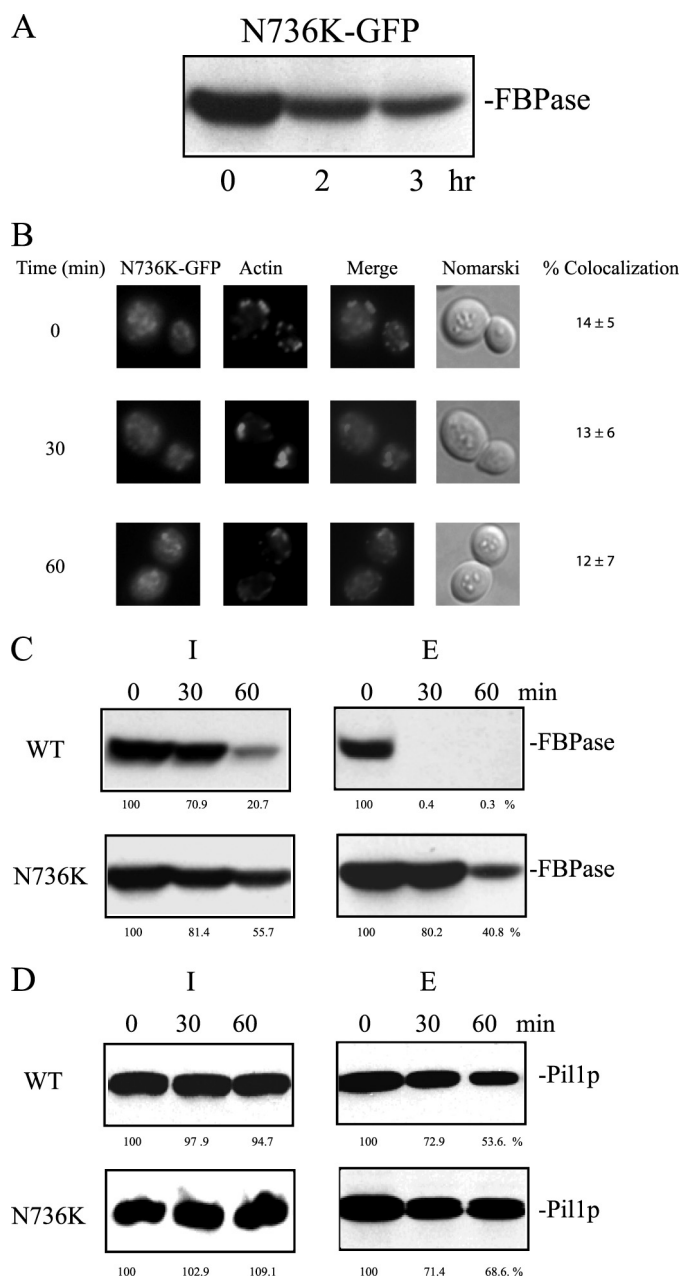 A
N736K-GFP
-FBPase
0 2 3 hr
B
Time (min) N736K-GFP Actin Merge Nomarski % Colocalization
0 14 ± 5
30 13 ± 6
60 12 ± 7
C
I E
0 30 60 0 30 60 min
WT -FBPase
100 70.9 20.7 100 0.4 0.3 %
N736K -FBPase
100 81.4 55.7 100 80.2 40.8 %
D
I E
0 30 60 0 30 60 min
WT -Pil1p
100 97 .9 94.7 100 72.9 53.6. %
N736K -Pil1p
100 102.9 109.1 100 71.4 68.6. %